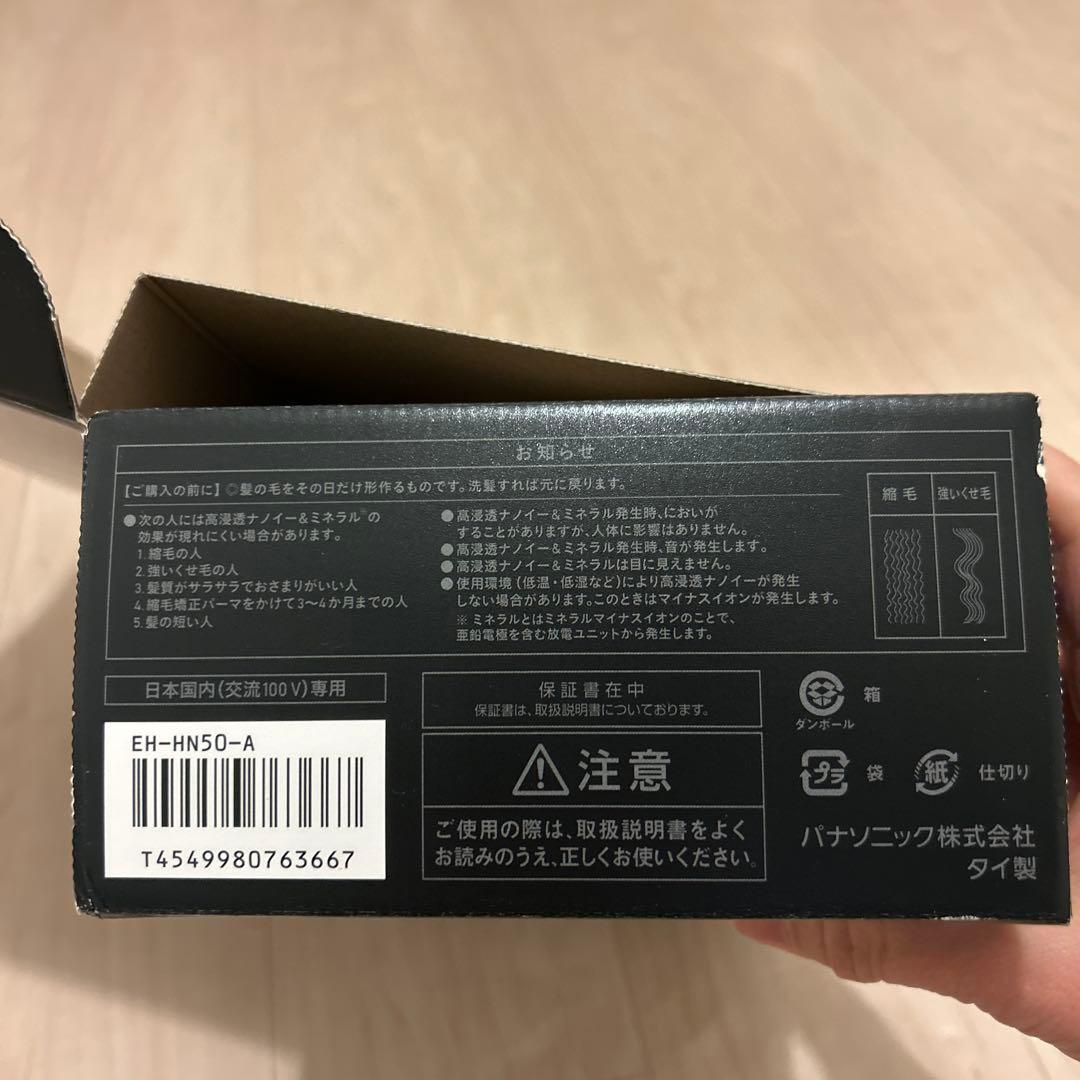 お知らせ
【ご購入の前に】◎髪の毛をその日だけ形作るものです。洗髪すれば元に戻ります。
●次の人には高浸透ナノイー&ミネラル※の
効果が現れにくい場合があります。
1.縮毛の人
2.強いくせ毛の人
3.髪質がサラサラでおさまりがいい人
4.縮毛矯正パーマをかけて3〜4か月までの人
5.髪の短い人
●高浸透ナノイー&ミネラル発生時、においが
することがありますが、人体に影響はありません。
●高浸透ナノイー&ミネラル発生時、音が発生します。
●高浸透ナノイー&ミネラルは目に見えません。
●使用環境(低温・低湿など)により高浸透ナノイーが発生
しない場合があります。このときはマイナスイオンが発生します。
※ ミネラルとはミネラルマイナスイオンのことで、
亜鉛電極を含む放電ユニットから発生します。
縮毛 強いくせ毛
日本国内(交流100V)専用
EH-HN50-A
T4549980763667
保証書在中
保証書は、取扱説明書についております。
注意
ご使用の際は、取扱説明書をよく
お読みのうえ、正しくお使いください。
箱
ダンボール
プラ 袋 紙 仕切り
パナソニック株式会社
タイ製